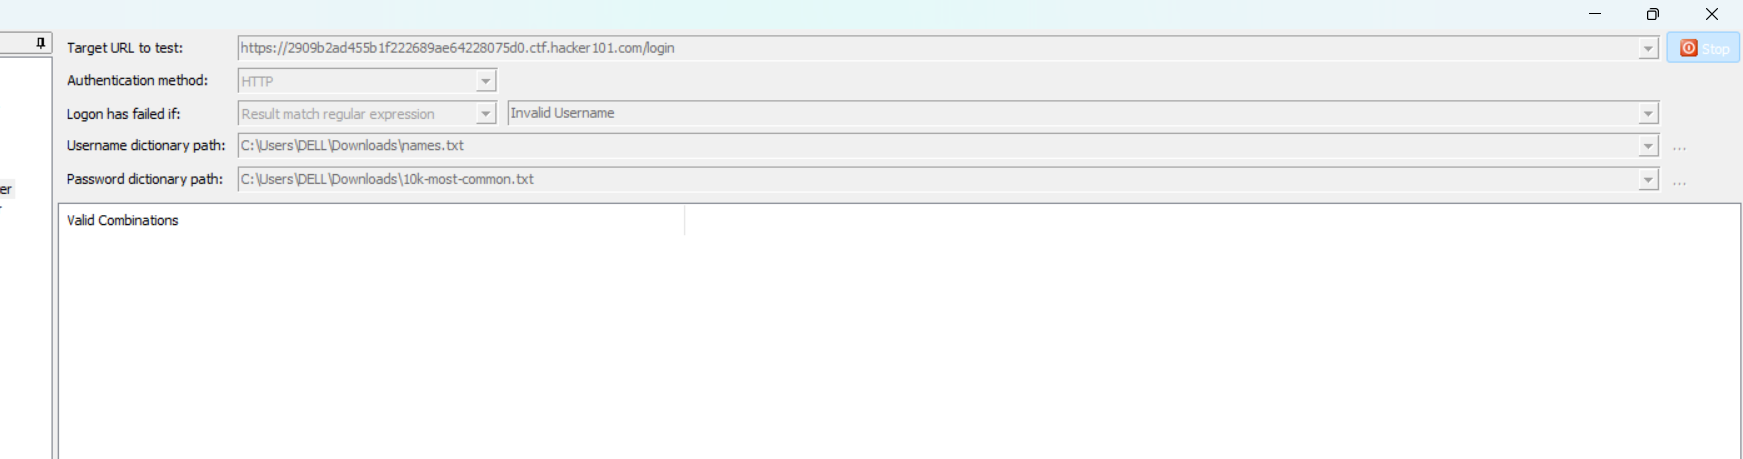 Target URL to test: https://2909b2ad455b1f222689ae64228075d0.ctf.hacker101.com/login Stop
Authentication method: HTTP
Logon has failed if: Result match regular expression Invalid Username
Username dictionary path: C:\Users\DELL\Downloads\names.txt ...
er
Password dictionary path: C:\Users\DELL\Downloads\10k-most-common.txt ...
Valid Combinations